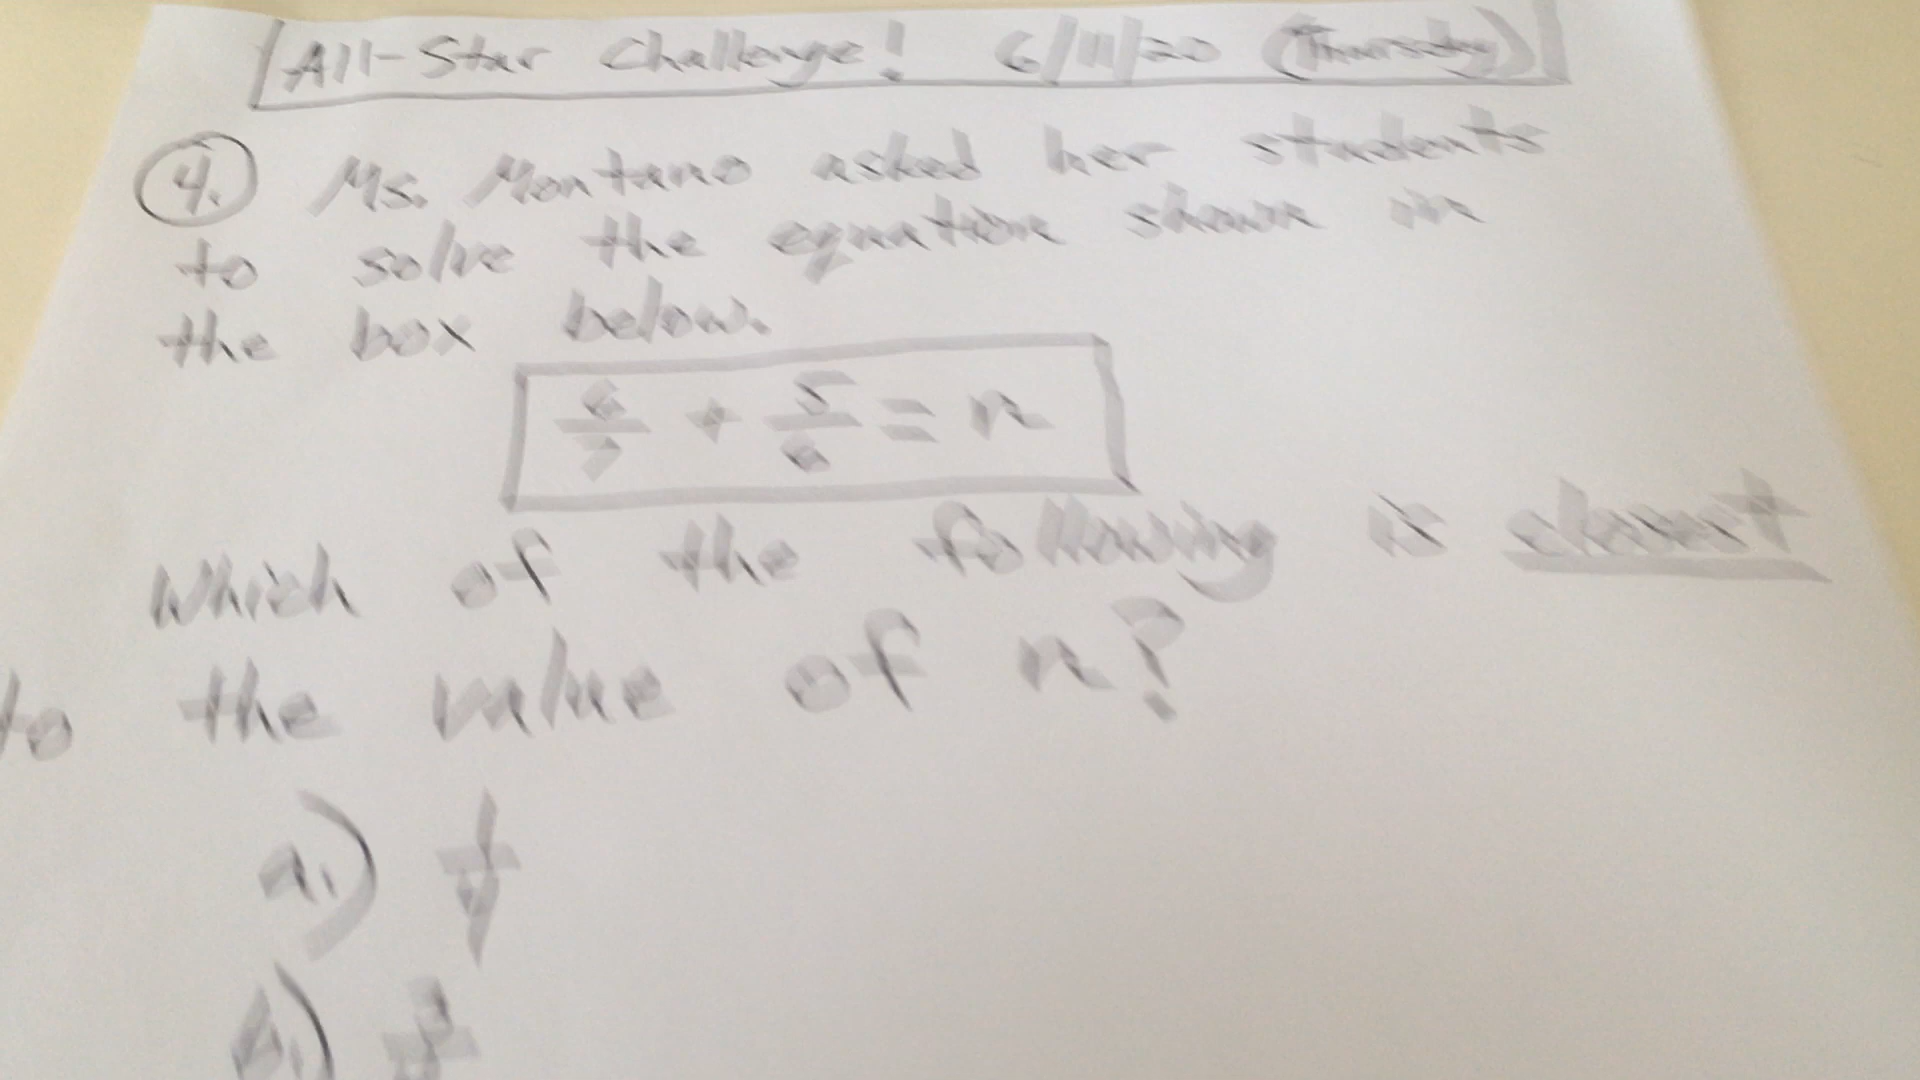 All-Star Challenge! 6/11/20 (Thursday)
4. Ms. Montano asked her students
to solve the equation shown in
the box below.
6/7 + 5/6 = n
Which of the following is closest
to the value of n?
a.)
b.)